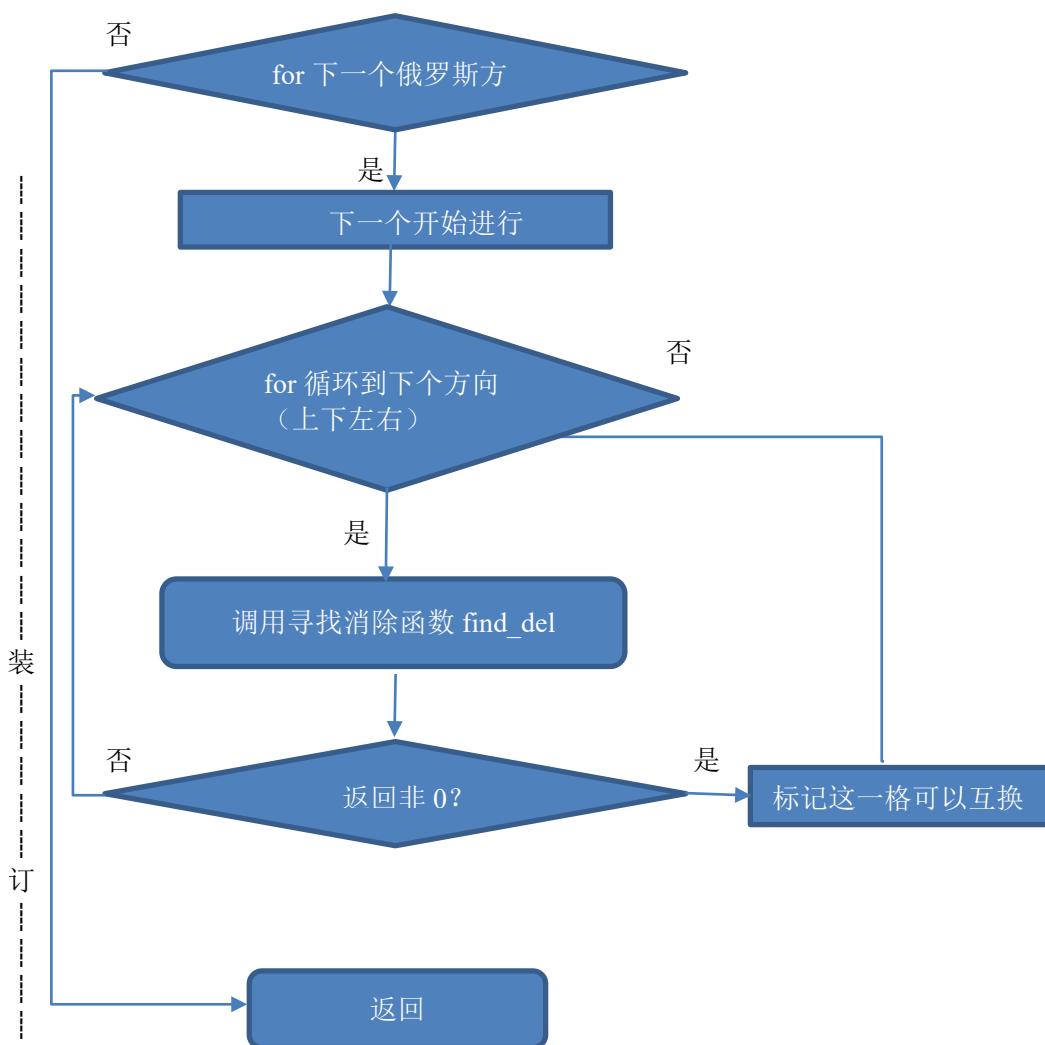 否
for 下一个俄罗斯方
是
下一个开始进行
否
for 循环到下个方向
（上下左右）
是
调用寻找消除函数 find_del
装
否
是
返回非 0?
标记这一格可以互换
订
返回